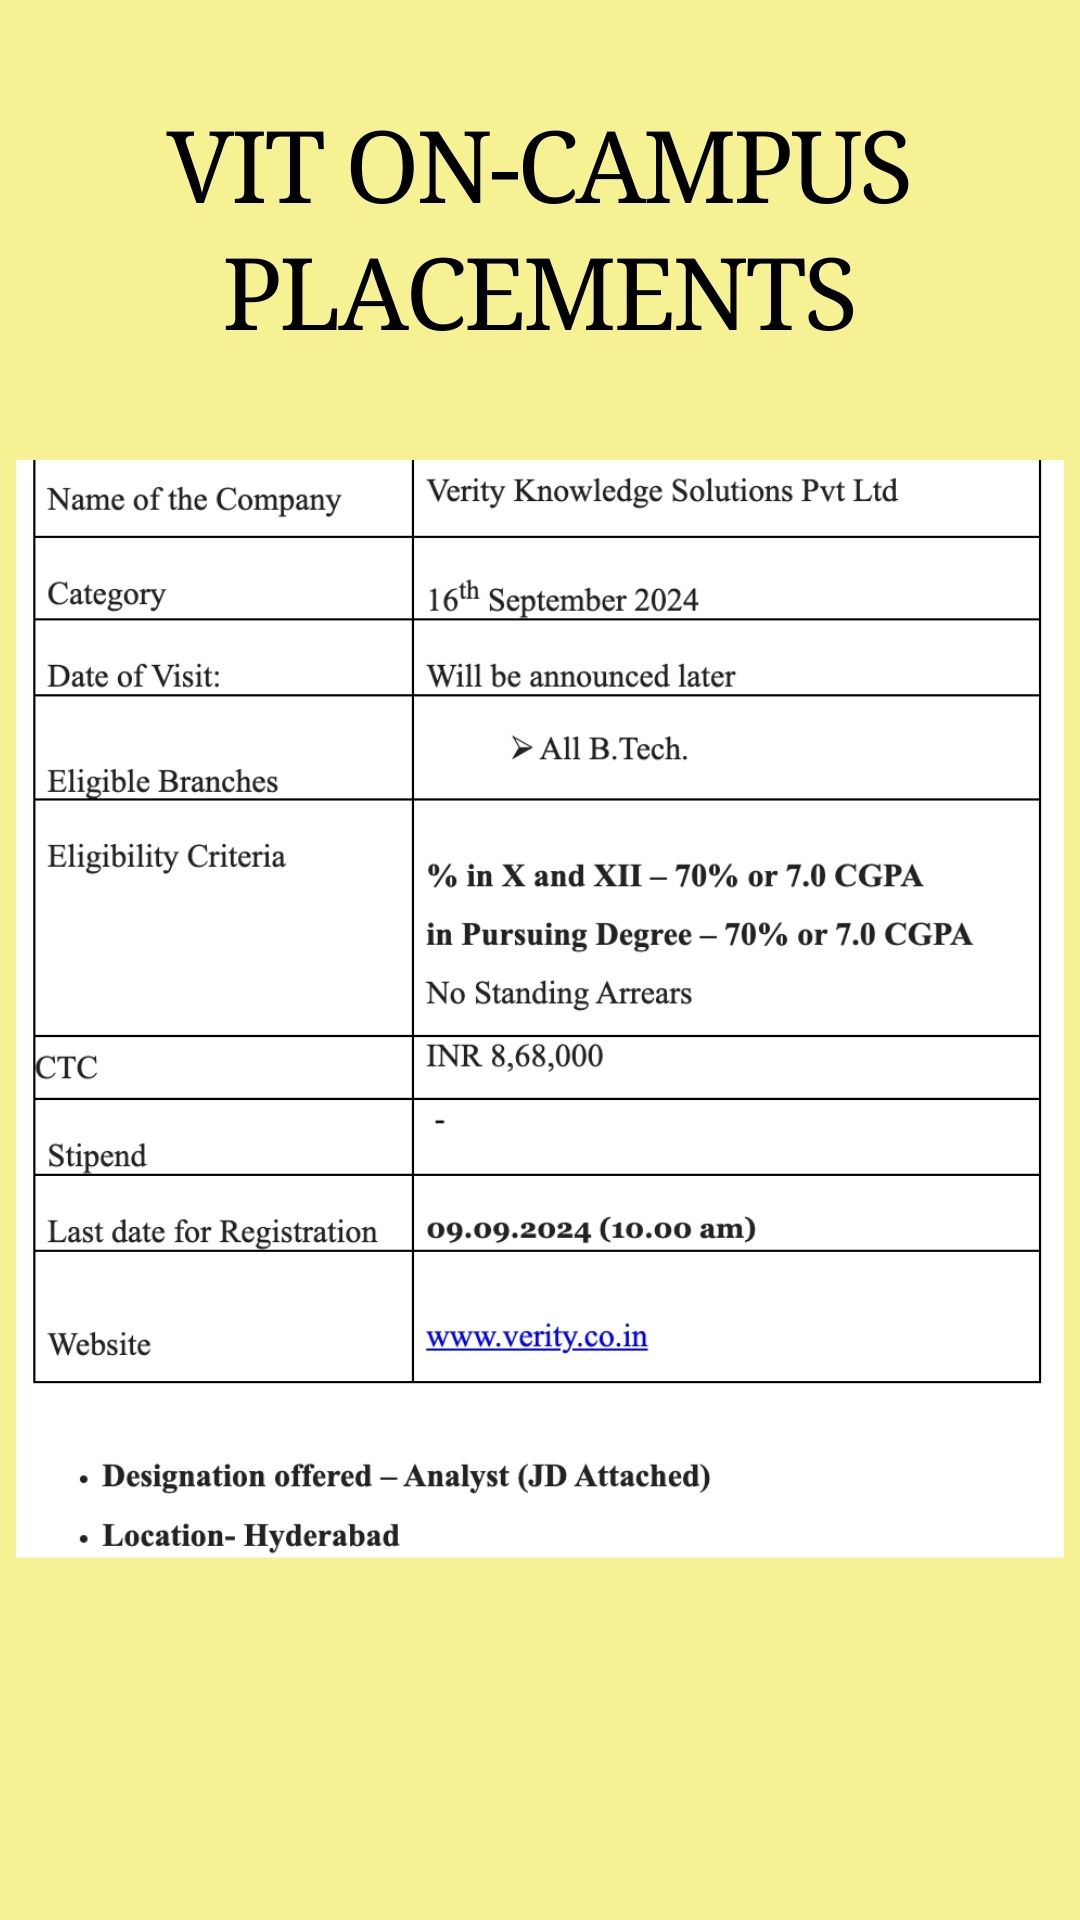 VIT ON-CAMPUS
PLACEMENTS
Name of the Company
Verity Knowledge Solutions Pvt Ltd
Category
16th September 2024
Date of Visit:
Will be announced later
Eligible Branches
➢ All B.Tech.
Eligibility Criteria
% in X and XII – 70% or 7.0 CGPA
in Pursuing Degree – 70% or 7.0 CGPA
No Standing Arrears
CTC
INR 8,68,000
Stipend
-
Last date for Registration
09.09.2024 (10.00 am)
Website
www.verity.co.in
• Designation offered – Analyst (JD Attached)
• Location- Hyderabad